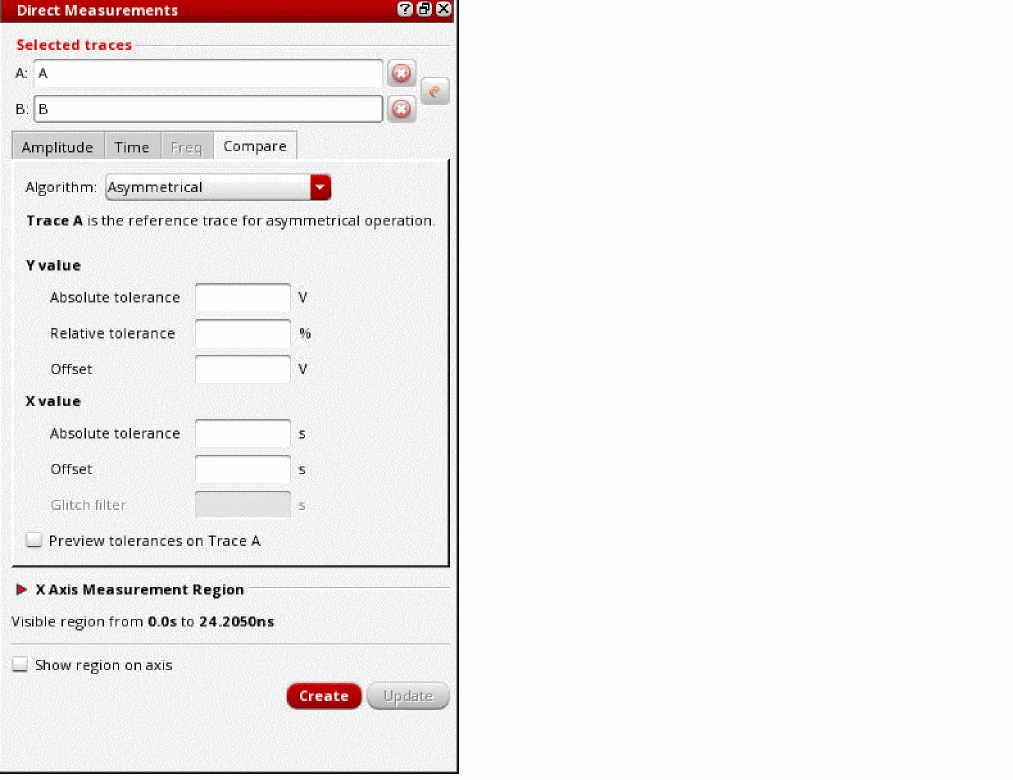 Direct Measurements
Selected traces
A: A
B: B
Amplitude Time Freq Compare
Algorithm: Asymmetrical
Trace A is the reference trace for asymmetrical operation.
Y value
Absolute tolerance V
Relative tolerance %
Offset V
X value
Absolute tolerance s
Offset s
Glitch filter s
Preview tolerances on Trace A
X Axis Measurement Region
Visible region from 0.0s to 24.2050ns
Show region on axis
Create Update